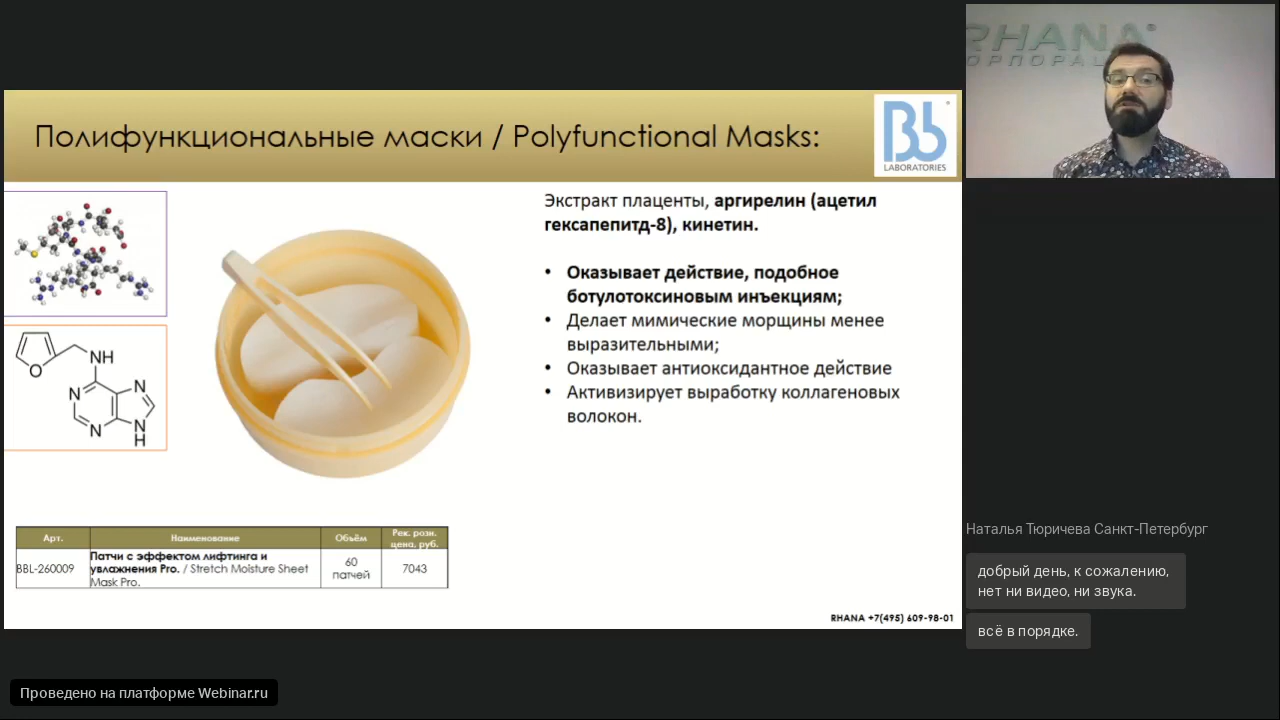 Полифункциональные маски / Polyfunctional Masks:
Bb
LABORATORIES
RHANA
Экстракт плаценты, аргирелин (ацетил
гексапепитд-8), кинетин.
• Оказывает действие, подобное
ботулотоксиновым инъекциям;
• Делает мимические морщины менее
выразительными;
• Оказывает антиоксидантное действие
• Активизирует выработку коллагеновых
волокон.
O
NH
N
N
N
N
H
Арт. Наименование Объём Рек. розн.
цена, руб.
BBL-260009 Патчи с эффектом лифтинга и
увлажнения Pro. / Stretch Moisture Sheet
Mask Pro. 60
патчей 7043
RHANA +7(495) 609-98-01
Наталья Тюричева Санкт-Петербург
добрый день, к сожалению,
нет ни видео, ни звука.
всё в порядке.
Проведено на платформе Webinar.ru